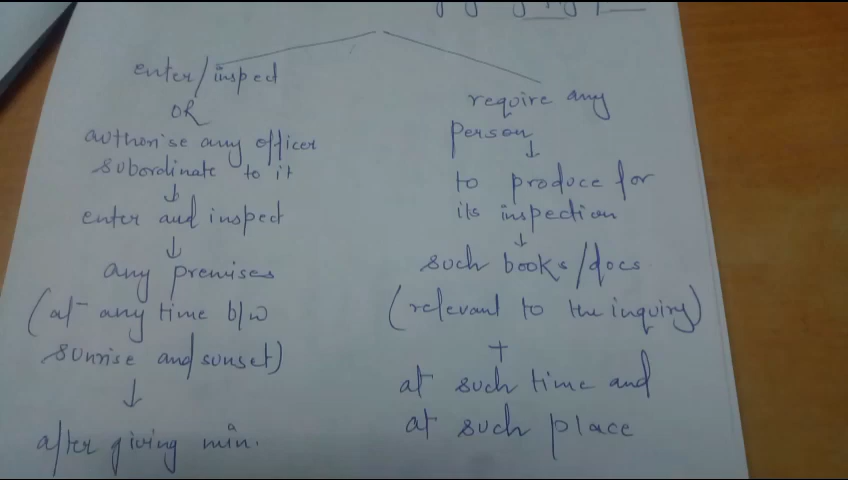 enter/inspect
OR
authorise any officer
subordinate to it
↓
enter and inspect
↓
any premises
(at any time b/w
sunrise and sunset)
↓
after giving min.
require any
person
↓
to produce for
its inspection
↓
such books/docs
(relevant to the inquiry)
+
at such time and
at such place